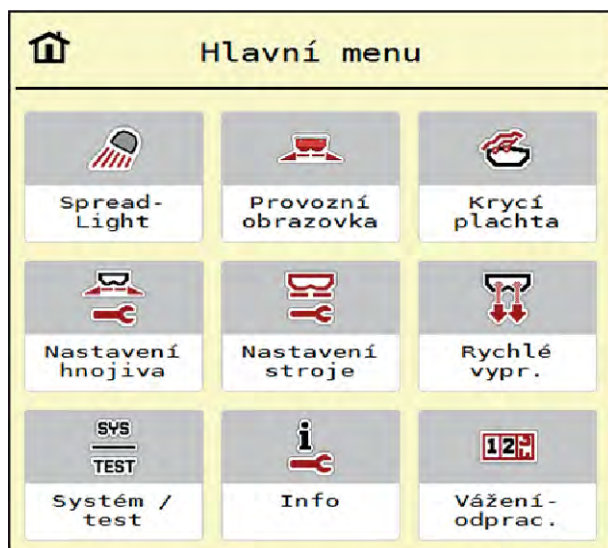 Hlavní menu
Spread-
Light
Provozní
obrazovka
Krycí
plachta
Nastavení
hnojiva
Nastavení
stroje
Rychlé
vypr.
SYS
TEST
Systém /
test
Info
12
Vážení-
odprac.